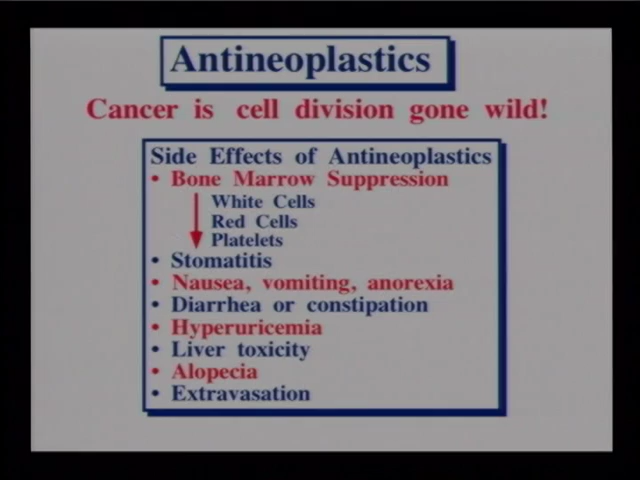 Antineoplastics
Cancer is cell division gone wild!
Side Effects of Antineoplastics
• Bone Marrow Suppression
White Cells
Red Cells
Platelets
• Stomatitis
• Nausea, vomiting, anorexia
• Diarrhea or constipation
• Hyperuricemia
• Liver toxicity
• Alopecia
• Extravasation